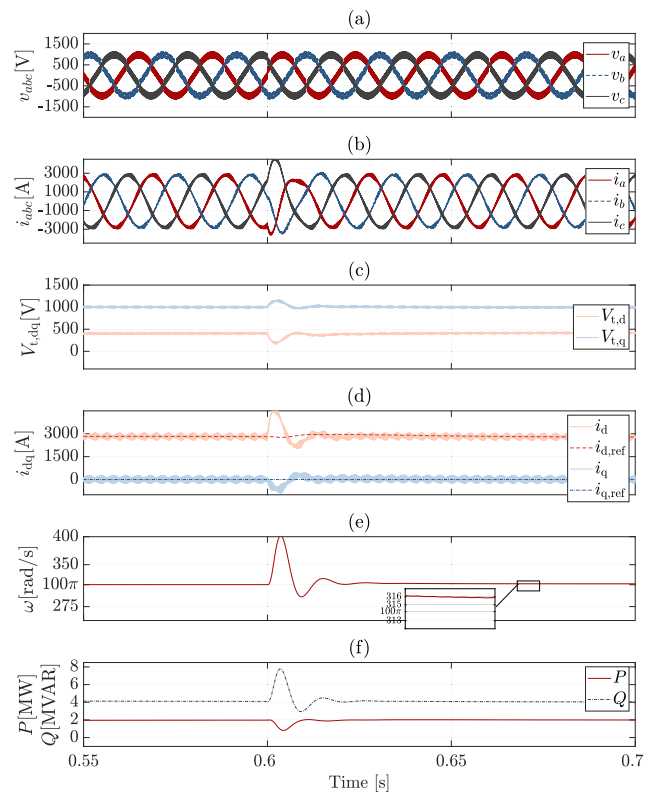 (a)
v_abc[V]
1500
500
-500
-1500
v_a
v_b
v_c
(b)
i_abc[A]
3000
1000
-1000
-3000
i_a
i_b
i_c
(c)
V_t,dq[V]
1500
1000
500
0
V_t,d
V_t,q
(d)
i_dq[A]
3000
0
i_d
i_d,ref
i_q
i_q,ref
(e)
ω[rad/s]
400
350
100π
275
316
315
100π
313
(f)
P[MW]
Q[MVAR]
8
6
4
2
0
P
Q
0.55
0.6
0.65
0.7
Time [s]